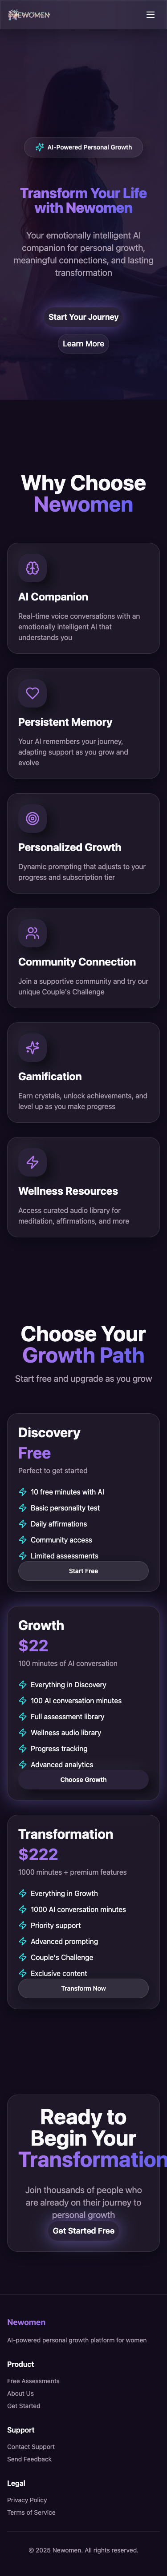 NEWOMEN
AI-Powered Personal Growth
Transform Your Life
with Newomen
Your emotionally intelligent AI
companion for personal growth,
meaningful connections, and lasting
transformation
Start Your Journey
Learn More
Why Choose
Newomen
AI Companion
Real-time voice conversations with an
emotionally intelligent AI that
understands you
Persistent Memory
Your AI remembers your journey,
adapting support as you grow and
evolve
Personalized Growth
Dynamic prompting that adjusts to your
progress and subscription tier
Community Connection
Join a supportive community and try our
unique Couple's Challenge
Gamification
Earn crystals, unlock achievements, and
level up as you make progress
Wellness Resources
Access curated audio library for
meditation, affirmations, and more
Choose Your
Growth Path
Start free and upgrade as you grow
Discovery
Free
Perfect to get started
10 free minutes with AI
Basic personality test
Daily affirmations
Community access
Limited assessments
Start Free
Growth
$22
100 minutes of AI conversation
Everything in Discovery
100 AI conversation minutes
Full assessment library
Wellness audio library
Progress tracking
Advanced analytics
Choose Growth
Transformation
$222
1000 minutes + premium features
Everything in Growth
1000 AI conversation minutes
Priority support
Advanced prompting
Couple's Challenge
Exclusive content
Transform Now
Ready to
Begin Your
Transformation
Join thousands of people who
are already on their journey to
personal growth
Get Started Free
Newomen
AI-powered personal growth platform for women
Product
Free Assessments
About Us
Get Started
Support
Contact Support
Send Feedback
Legal
Privacy Policy
Terms of Service
© 2025 Newomen. All rights reserved.